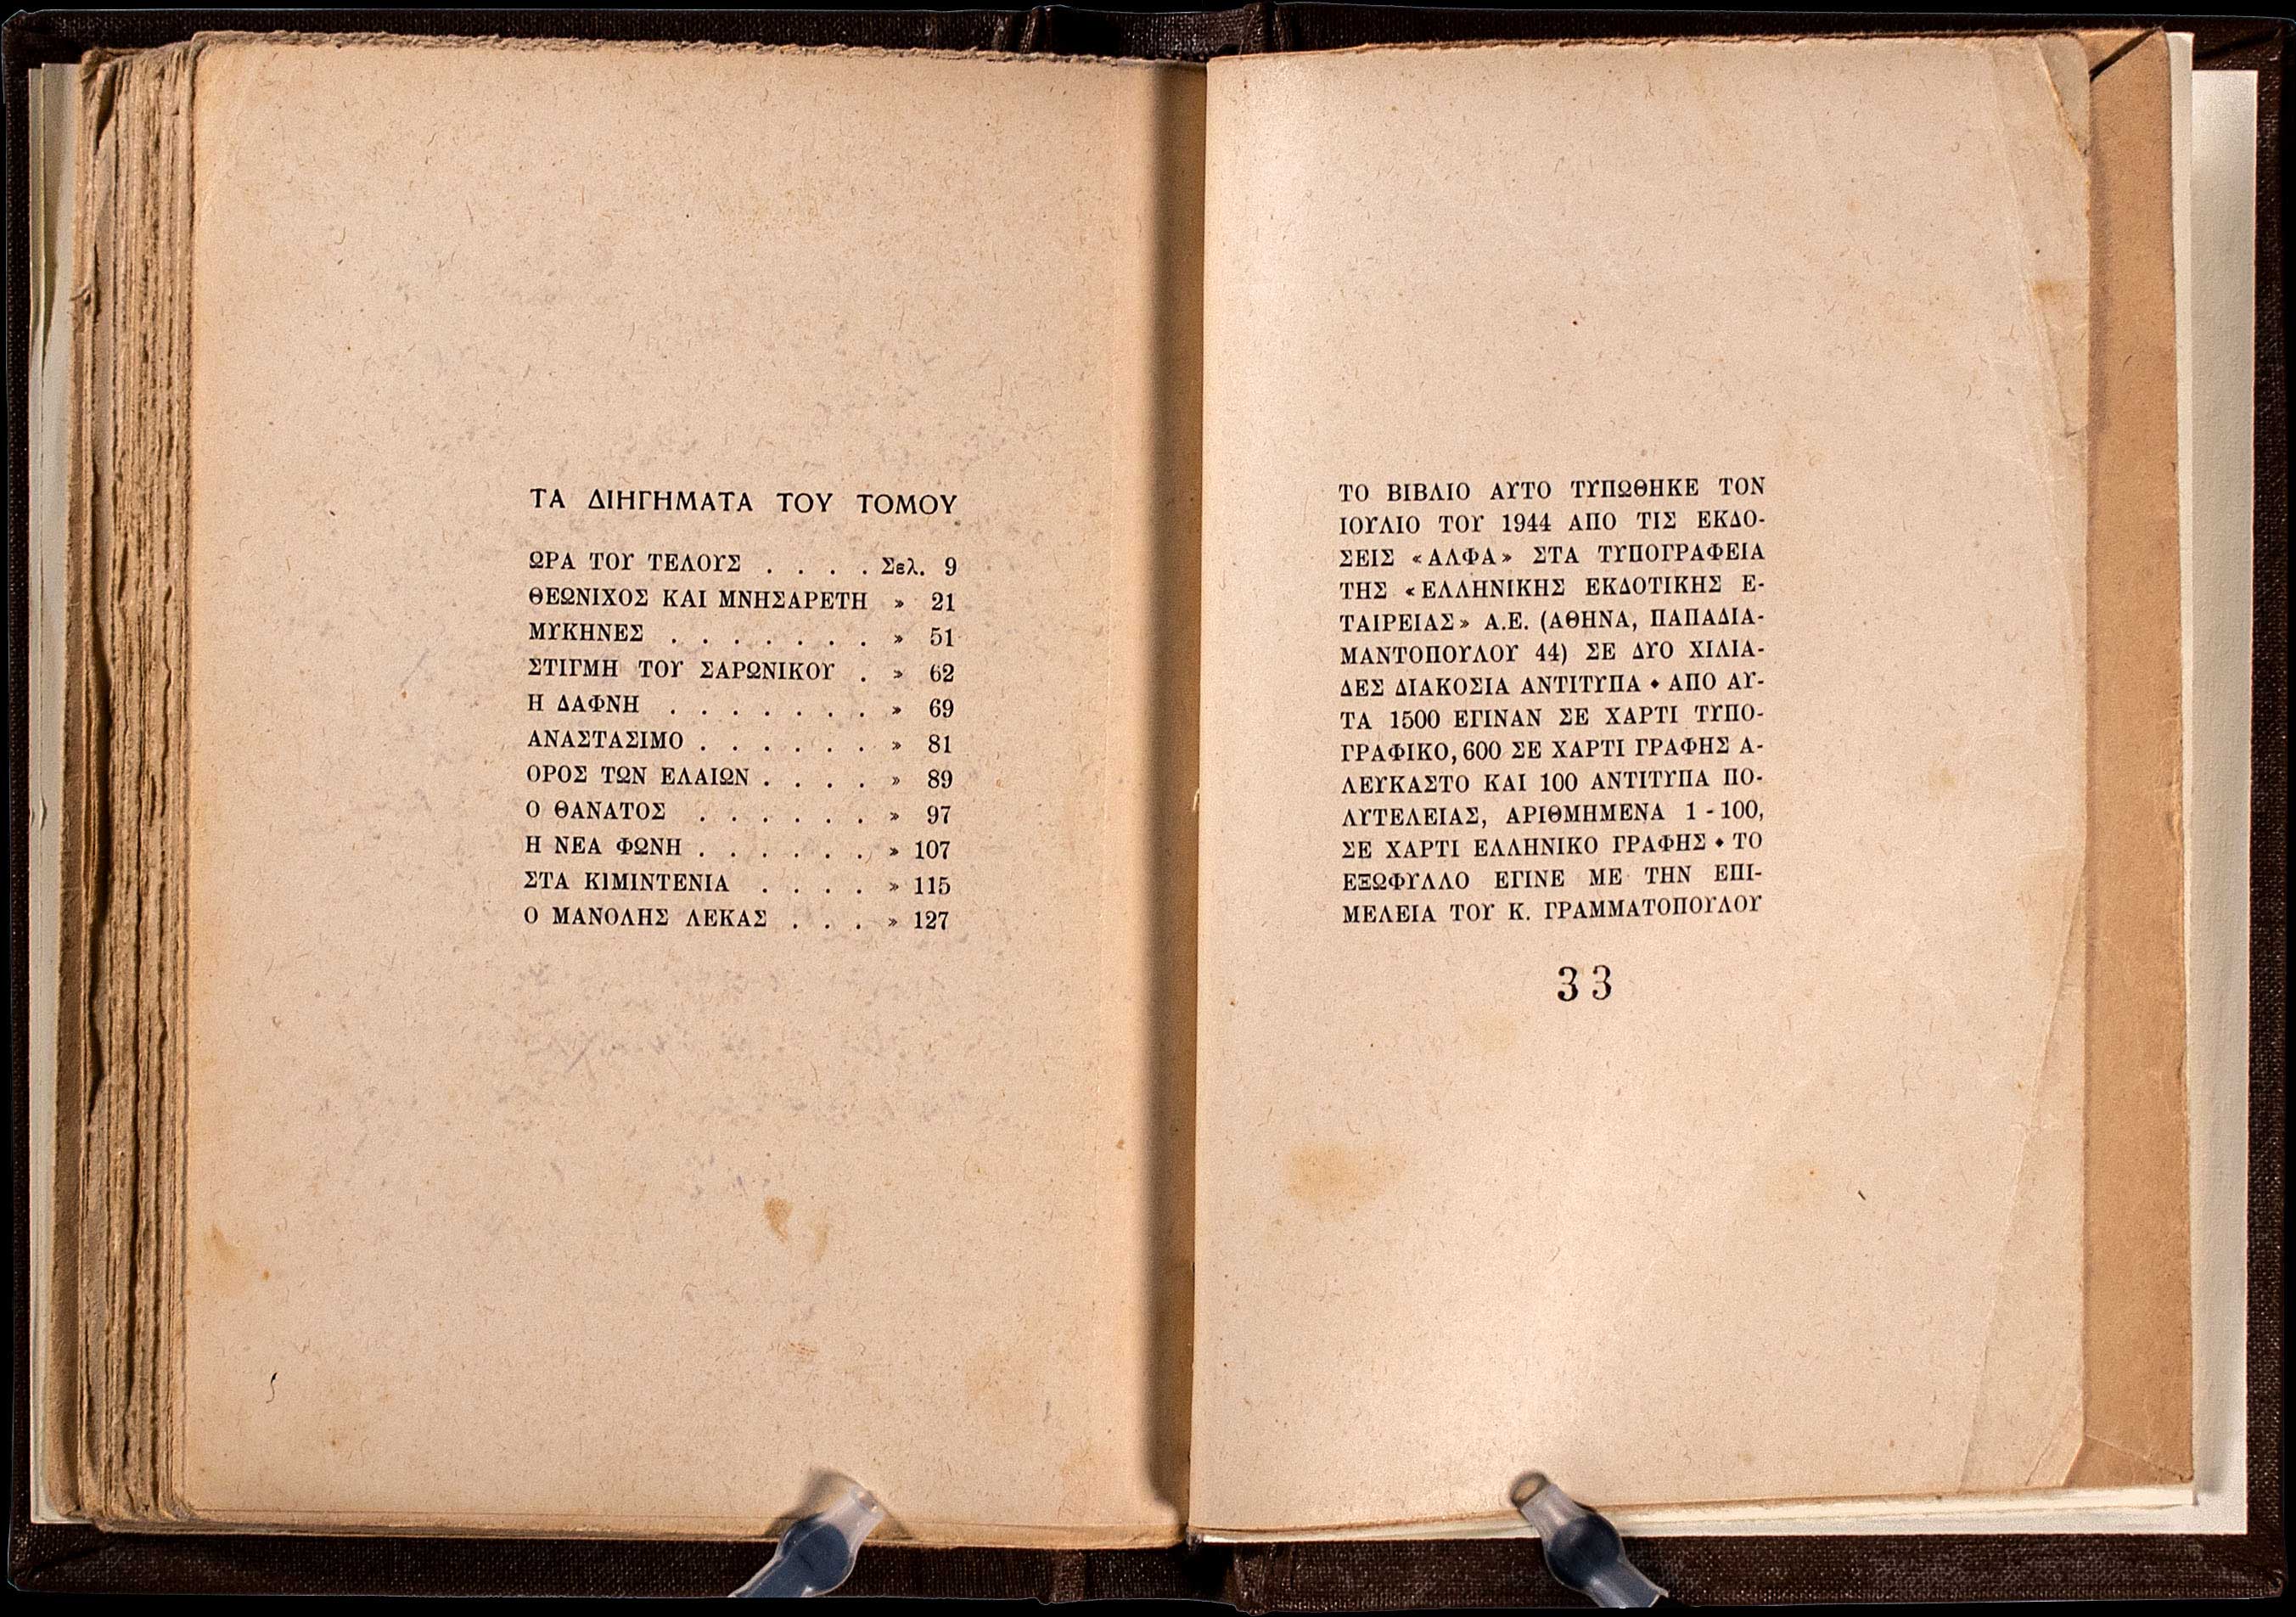 ΤΑ ΔΙΗΓΗΜΑΤΑ ΤΟΥ ΤΟΜΟΥ
ΩΡΑ ΤΟΥ ΤΕΛΟΥΣ . . . . Σελ. 9
ΘΕΩΝΙΧΟΣ ΚΑΙ ΜΝΗΣΑΡΕΤΗ » 21
ΜΥΚΗΝΕΣ . . . . . . . » 51
ΣΤΙΓΜΗ ΤΟΥ ΣΑΡΩΝΙΚΟΥ . » 62
Η ΔΑΦΝΗ . . . . . . . » 69
ΑΝΑΣΤΑΣΙΜΟ . . . . . . » 81
ΟΡΟΣ ΤΩΝ ΕΛΑΙΩΝ . . . . » 89
Ο ΘΑΝΑΤΟΣ . . . . . . » 97
Η ΝΕΑ ΦΩΝΗ . . . . . . » 107
ΣΤΑ ΚΙΜΙΝΤΕΝΙΑ . . . . » 115
Ο ΜΑΝΟΛΗΣ ΛΕΚΑΣ . . . » 127
ΤΟ ΒΙΒΛΙΟ ΑΥΤΟ ΤΥΠΩΘΗΚΕ ΤΟΝ
ΙΟΥΛΙΟ ΤΟΥ 1944 ΑΠΟ ΤΙΣ ΕΚΔΟ-
ΣΕΙΣ «ΑΛΦΑ» ΣΤΑ ΤΥΠΟΓΡΑΦΕΙΑ
ΤΗΣ «ΕΛΛΗΝΙΚΗΣ ΕΚΔΟΤΙΚΗΣ Ε-
ΤΑΙΡΕΙΑΣ» Α.Ε. (ΑΘΗΝΑ, ΠΑΠΑΔΙΑ-
ΜΑΝΤΟΠΟΥΛΟΥ 44) ΣΕ ΔΥΟ ΧΙΛΙΑ-
ΔΕΣ ΔΙΑΚΟΣΙΑ ΑΝΤΙΤΥΠΑ ♦ ΑΠΟ ΑΥ-
ΤΑ 1500 ΕΓΙΝΑΝ ΣΕ ΧΑΡΤΙ ΤΥΠΟ-
ΓΡΑΦΙΚΟ, 600 ΣΕ ΧΑΡΤΙ ΓΡΑΦΗΣ Α-
ΛΕΥΚΑΣΤΟ ΚΑΙ 100 ΑΝΤΙΤΥΠΑ ΠΟ-
ΛΥΤΕΛΕΙΑΣ, ΑΡΙΘΜΗΜΕΝΑ 1 - 100,
ΣΕ ΧΑΡΤΙ ΕΛΛΗΝΙΚΟ ΓΡΑΦΗΣ ♦ ΤΟ
ΕΞΩΦΥΛΛΟ ΕΓΙΝΕ ΜΕ ΤΗΝ ΕΠΙ-
ΜΕΛΕΙΑ ΤΟΥ Κ. ΓΡΑΜΜΑΤΟΠΟΥΛΟΥ
33